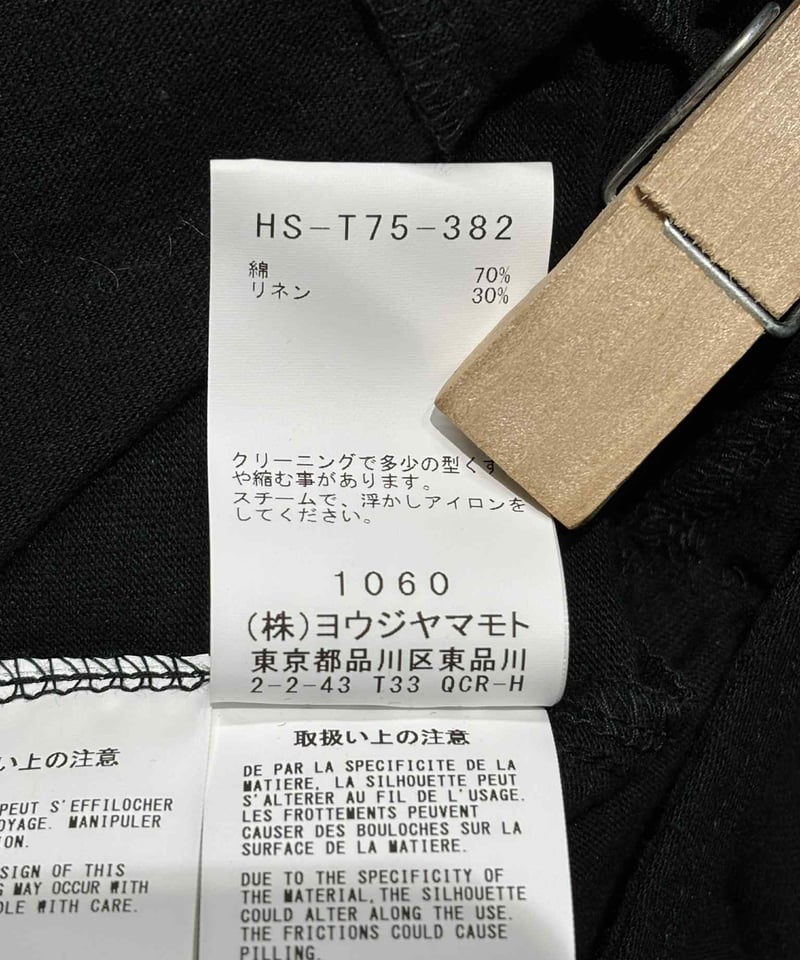 HS-T75-382
綿 70%
リネン 30%
クリーニングで多少の型くず
や縮む事があります。
スチームで、浮かしアイロンを
してください。
1060
(株)ヨウジヤマモト
東京都品川区東品川
2-2-43 T33 QCR-H
取扱い上の注意
DE PAR LA SPECIFICITE DE LA
MATIERE, LA SILHOUETTE PEUT
S'ALTERER AU FIL DE L'USAGE.
LES FROTTEMENTS PEUVENT
CAUSER DES BOULOCHES SUR LA
SURFACE DE LA MATIERE.
DUE TO THE SPECIFICITY OF
THE MATERIAL,THE SILHOUETTE
COULD ALTER ALONG THE USE.
THE FRICTIONS COULD CAUSE
PILLING.
い上の注意
PEUT S'EFFILOCHER
OYAGE. MANIPULER
ION.
SIGN OF THIS
G MAY OCCUR WITH
DLE WITH CARE.